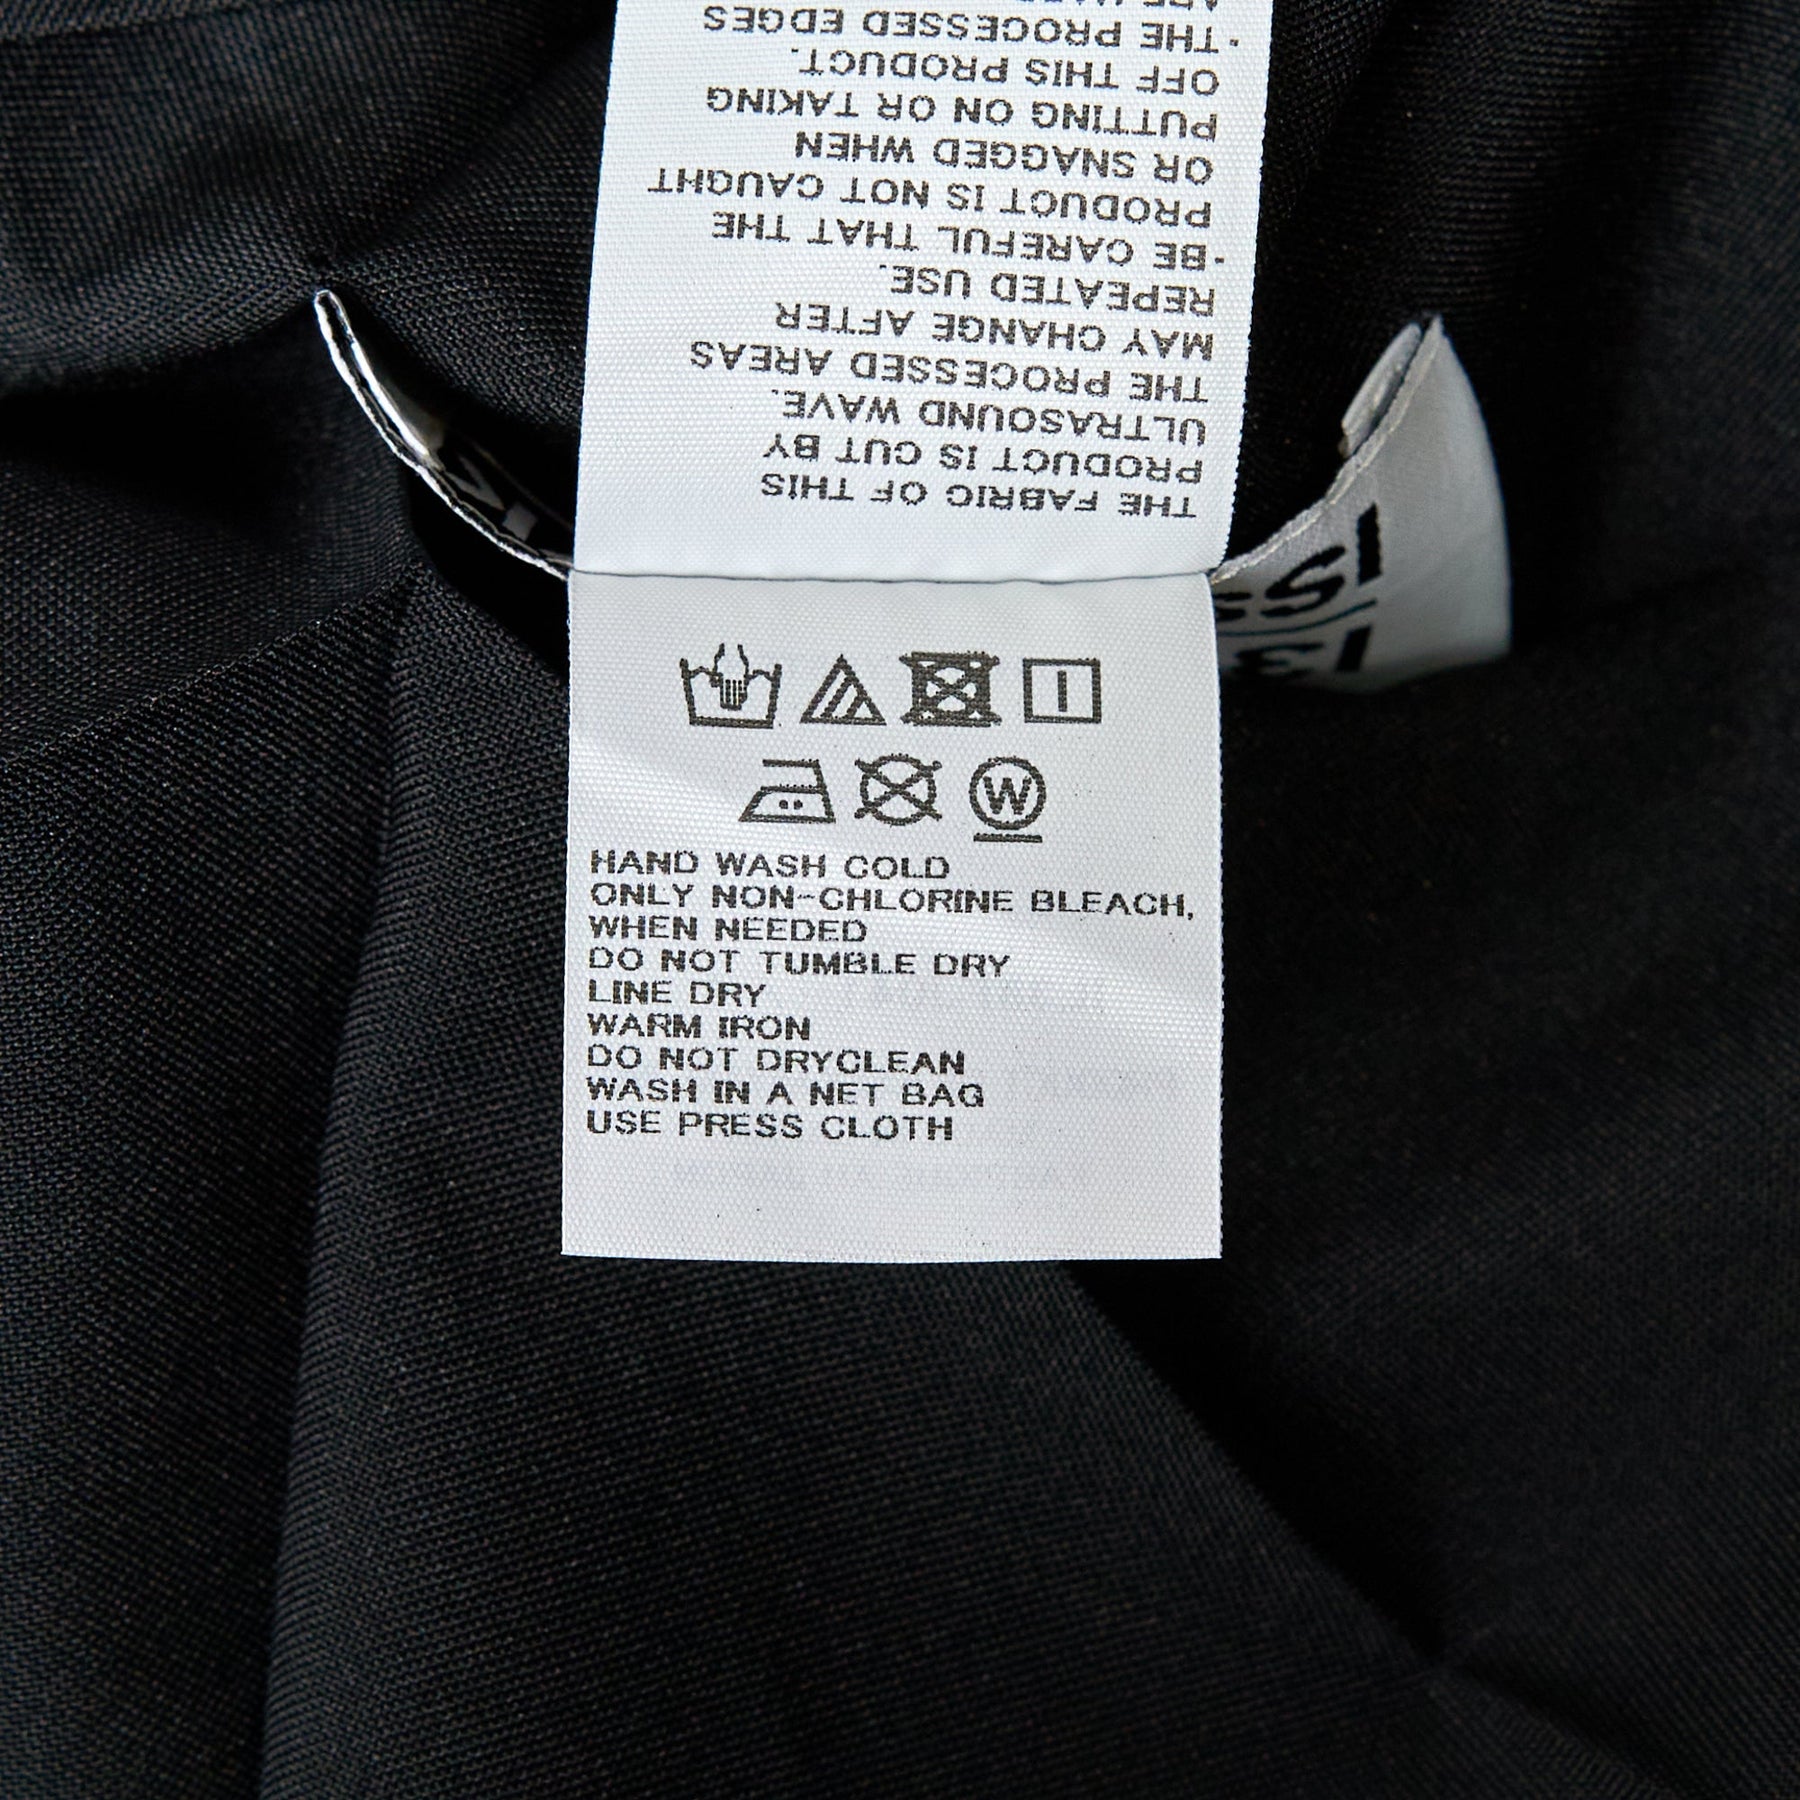 THE FABRIC OF THIS
PRODUCT IS CUT BY
ULTRASOUND WAVE.
THE PROCESSED AREAS
MAY CHANGE AFTER
REPEATED USE.
·BE CAREFUL THAT THE
PRODUCT IS NOT CAUGHT
OR SNAGGED WHEN
PUTTING ON OR TAKING
OFF THIS PRODUCT.
·THE PROCESSED EDGES
ARE
W
HAND WASH COLD
ONLY NON-CHLORINE BLEACH,
WHEN NEEDED
DO NOT TUMBLE DRY
LINE DRY
WARM IRON
DO NOT DRYCLEAN
WASH IN A NET BAG
USE PRESS CLOTH